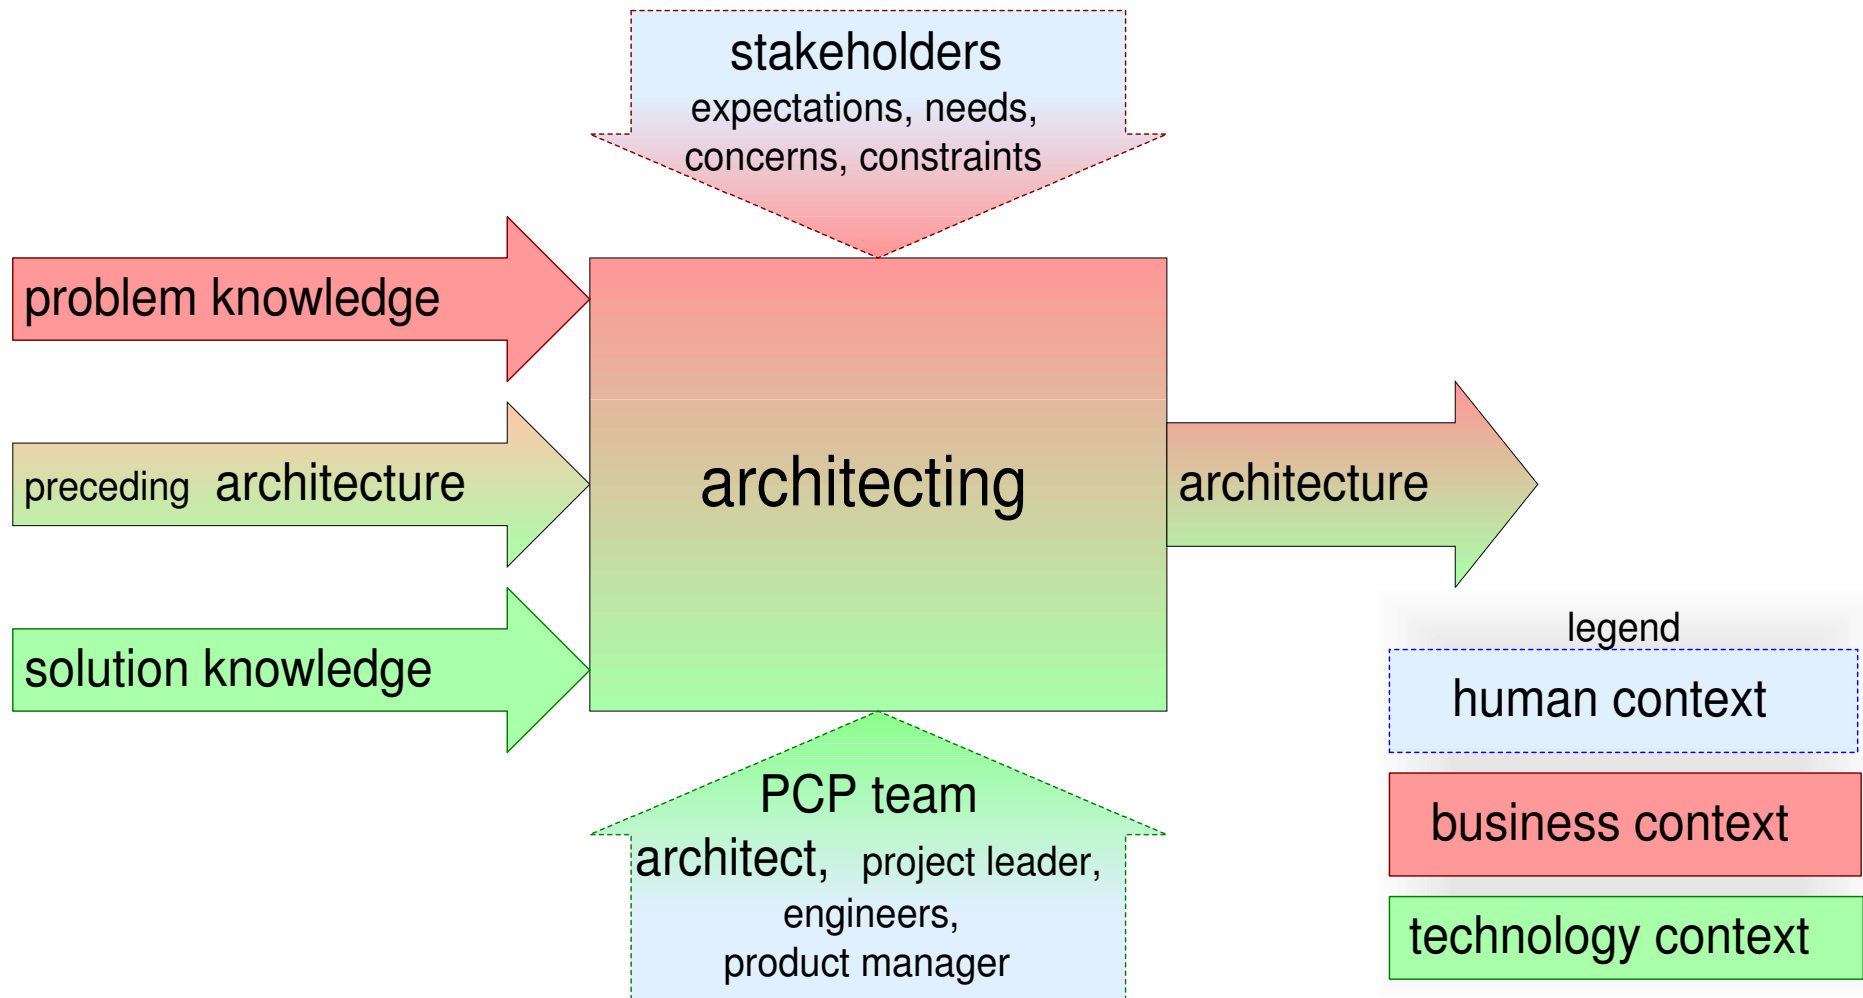 stakeholders
expectations, needs,
concerns, constraints
problem knowledge
preceding architecture
solution knowledge
architecting
architecture
PCP team
architect, project leader,
engineers,
product manager
legend
human context
business context
technology context